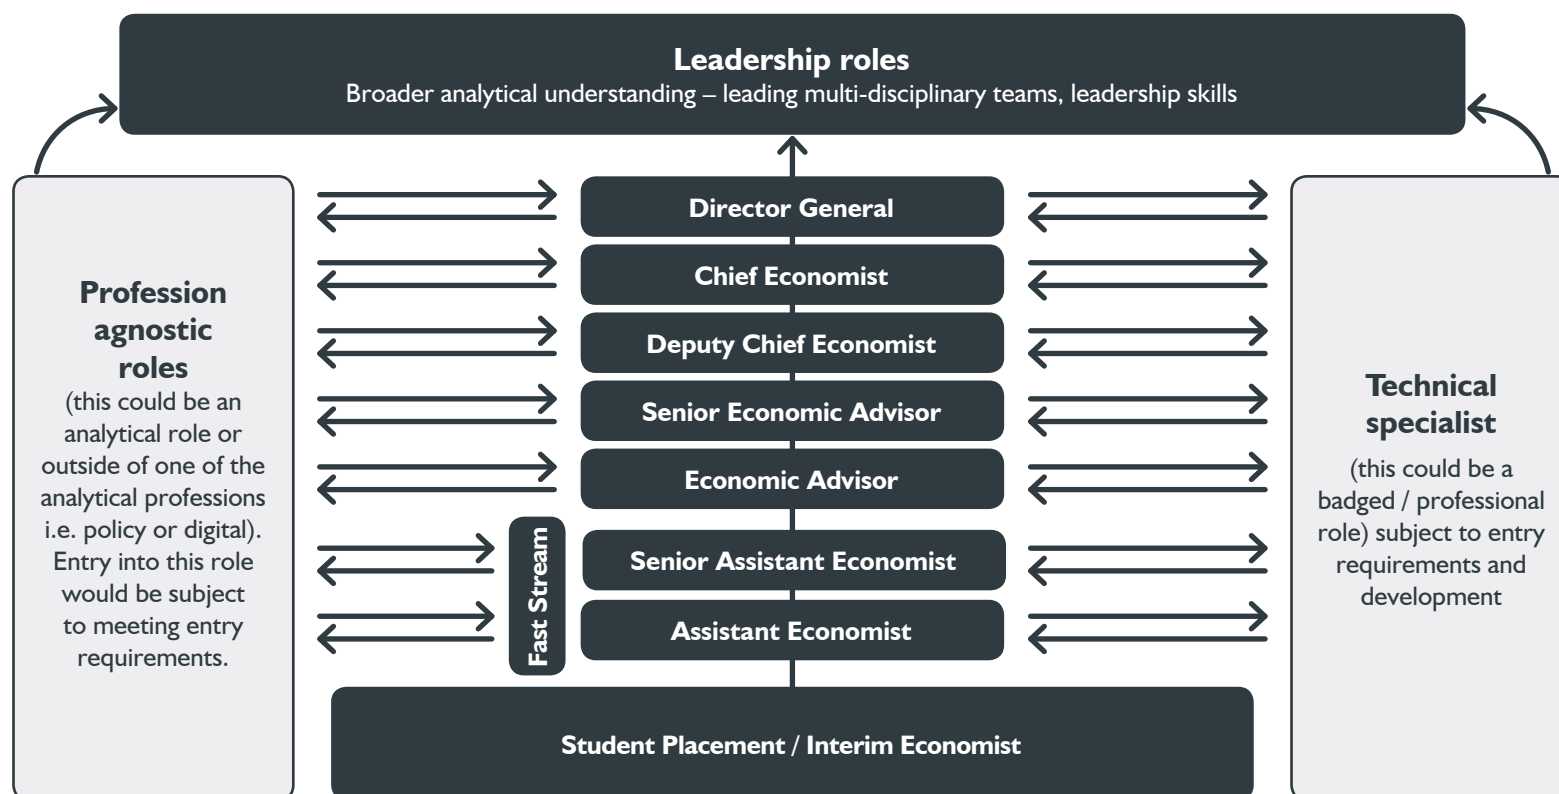 Leadership roles
Broader analytical understanding – leading multi-disciplinary teams, leadership skills
Profession
agnostic
roles
(this could be an
analytical role or
outside of one of the
analytical professions
i.e. policy or digital).
Entry into this role
would be subject
to meeting entry
requirements.
Director General
Chief Economist
Deputy Chief Economist
Senior Economic Advisor
Economic Advisor
Fast Stream
Senior Assistant Economist
Assistant Economist
Student Placement / Interim Economist
Technical
specialist
(this could be a
badged / professional
role) subject to entry
requirements and
development